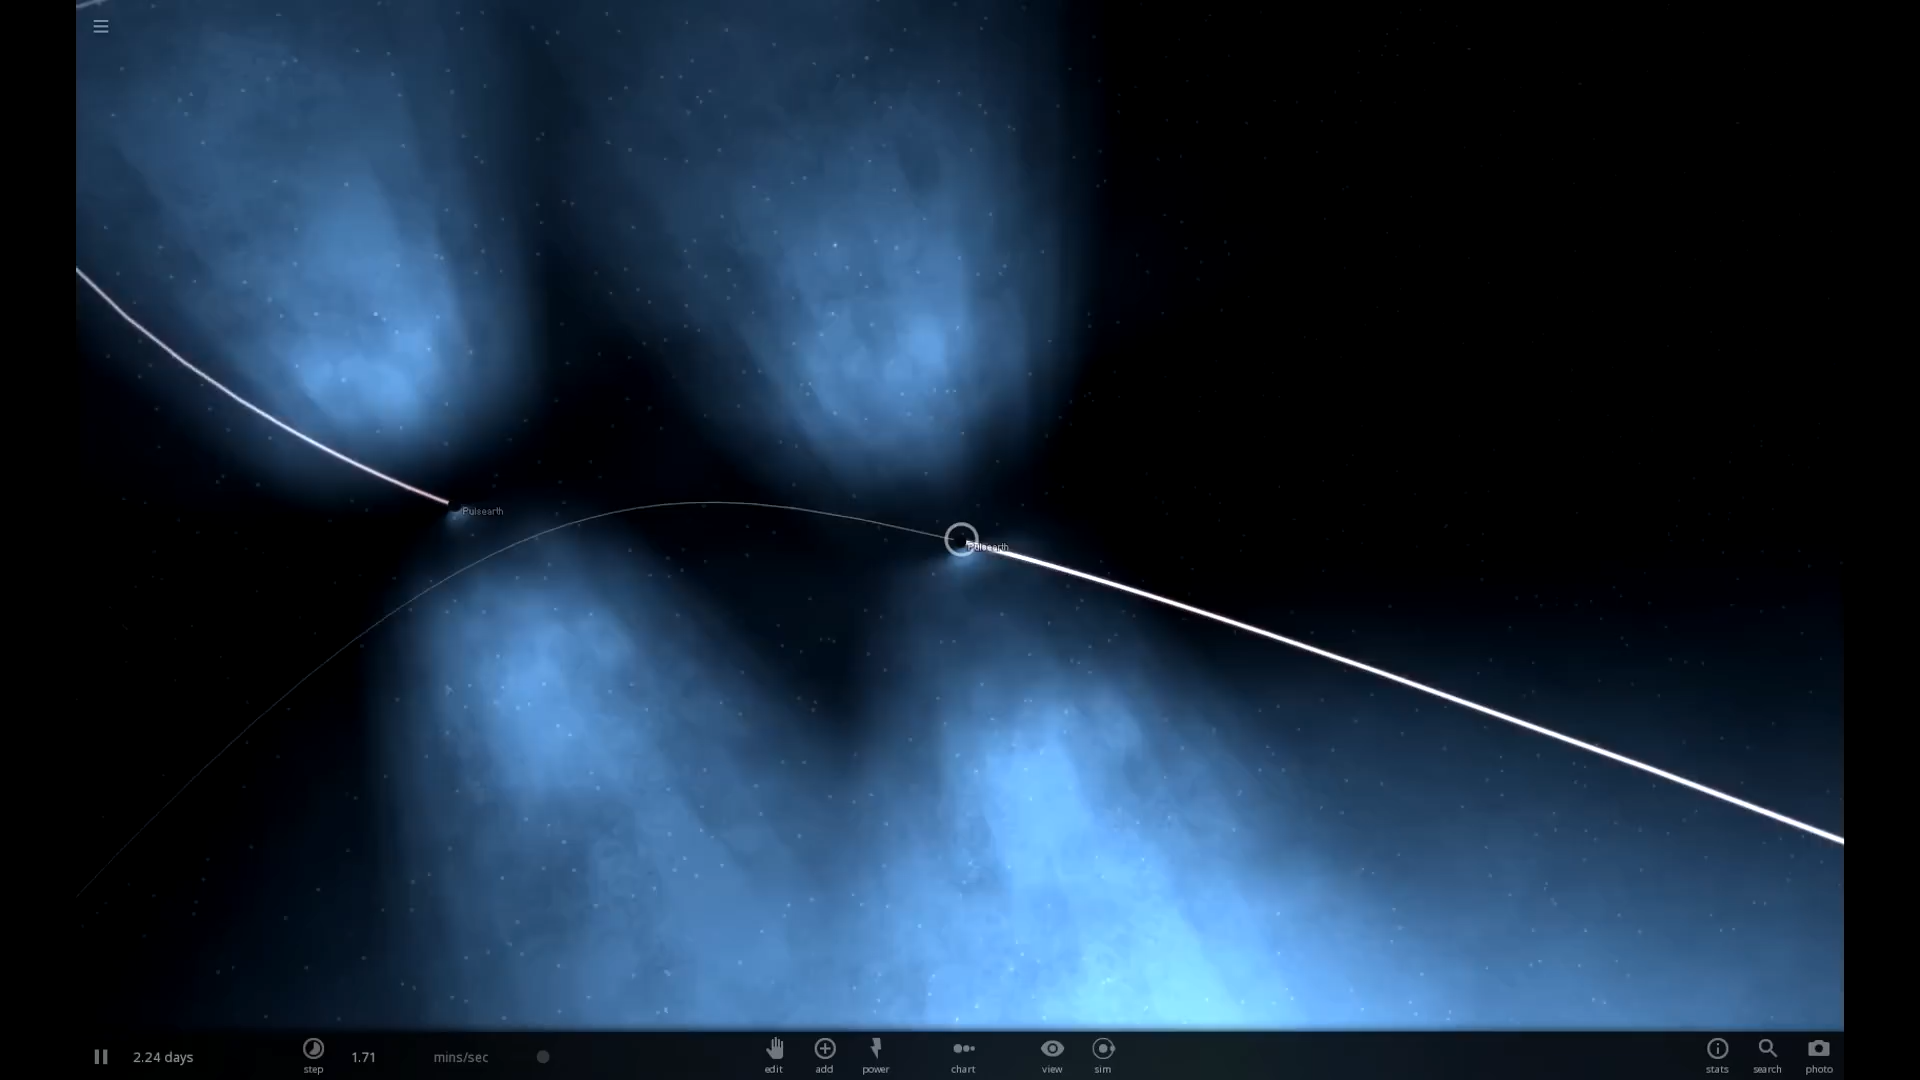 Pulsearth
Pulsearth
2.24 days
step
1.71
mins/sec
edit
add
power
chart
view
sim
stats
search
photo